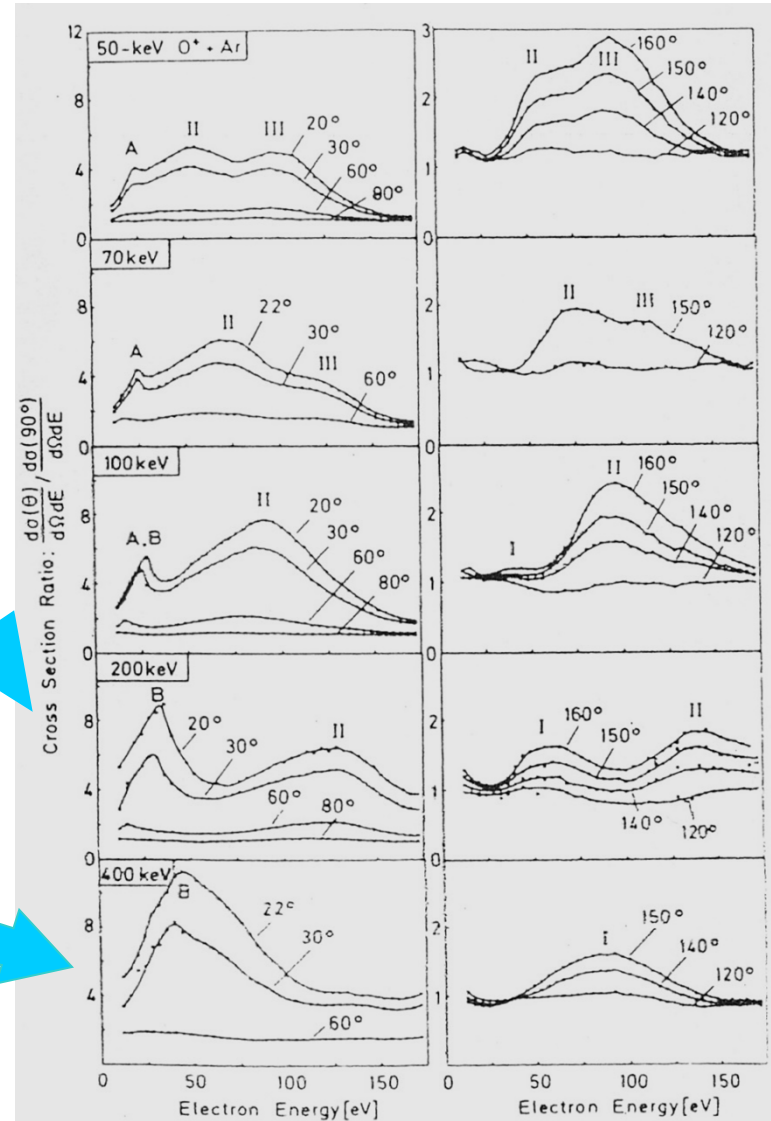 12
50-keV O⁺ + Ar
8
4
0
A
II
III
20°
30°
60°
80°
3
2
1
0
II
III
160°
150°
140°
120°
70keV
8
4
0
A
II
III
22°
30°
60°
2
1
0
II
III
150°
120°
100keV
8
4
0
A.B
II
20°
30°
60°
80°
2
1
0
I
II
160°
150°
140°
120°
200keV
8
4
0
B
II
20°
30°
60°
80°
2
1
0
I
II
160°
150°
140°
120°
400keV
8
4
B
22°
30°
60°
2
1
I
150°
140°
120°
Cross Section Ratio: dσ(θ)/dΩdE / dσ(90°)/dΩdE
0 50 100 150
Electron Energy[eV]
0 50 100 150
Electron Energy[eV]